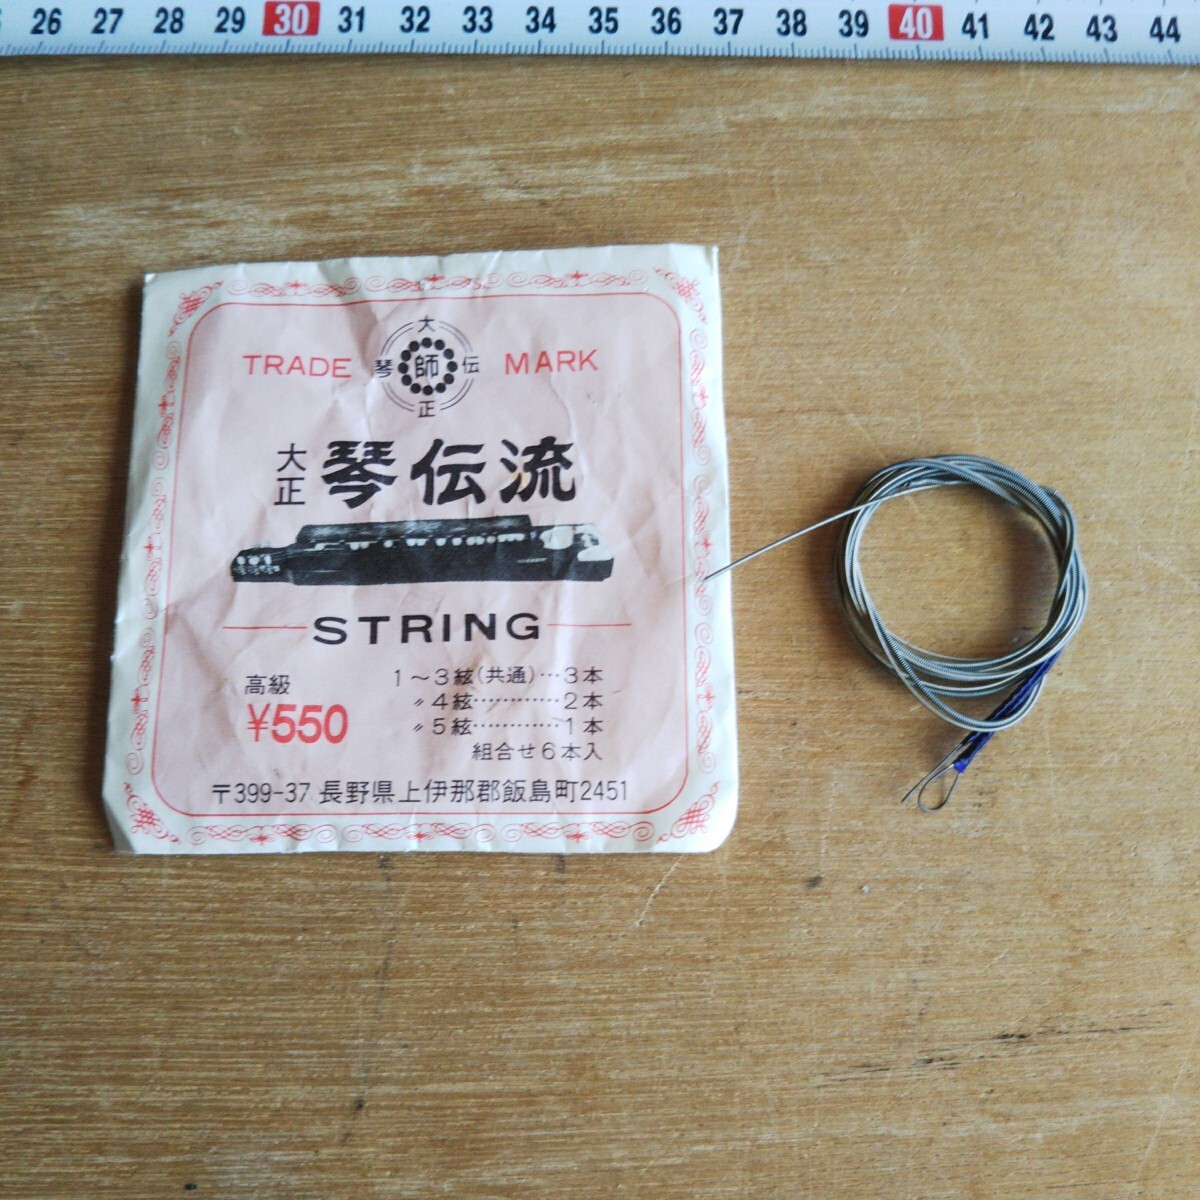 26 27 28 29 30 31 32 33 34 35 36 37 38 39 40 41 42 43 44
大
TRADE 琴 師 伝 MARK
正
大正 琴伝流
STRING
高級
¥550
1〜3絃(共通)…3本
〃4絃…………2本
〃5絃…………1本
組合せ6本入
〒399-37 長野県上伊那郡飯島町2451